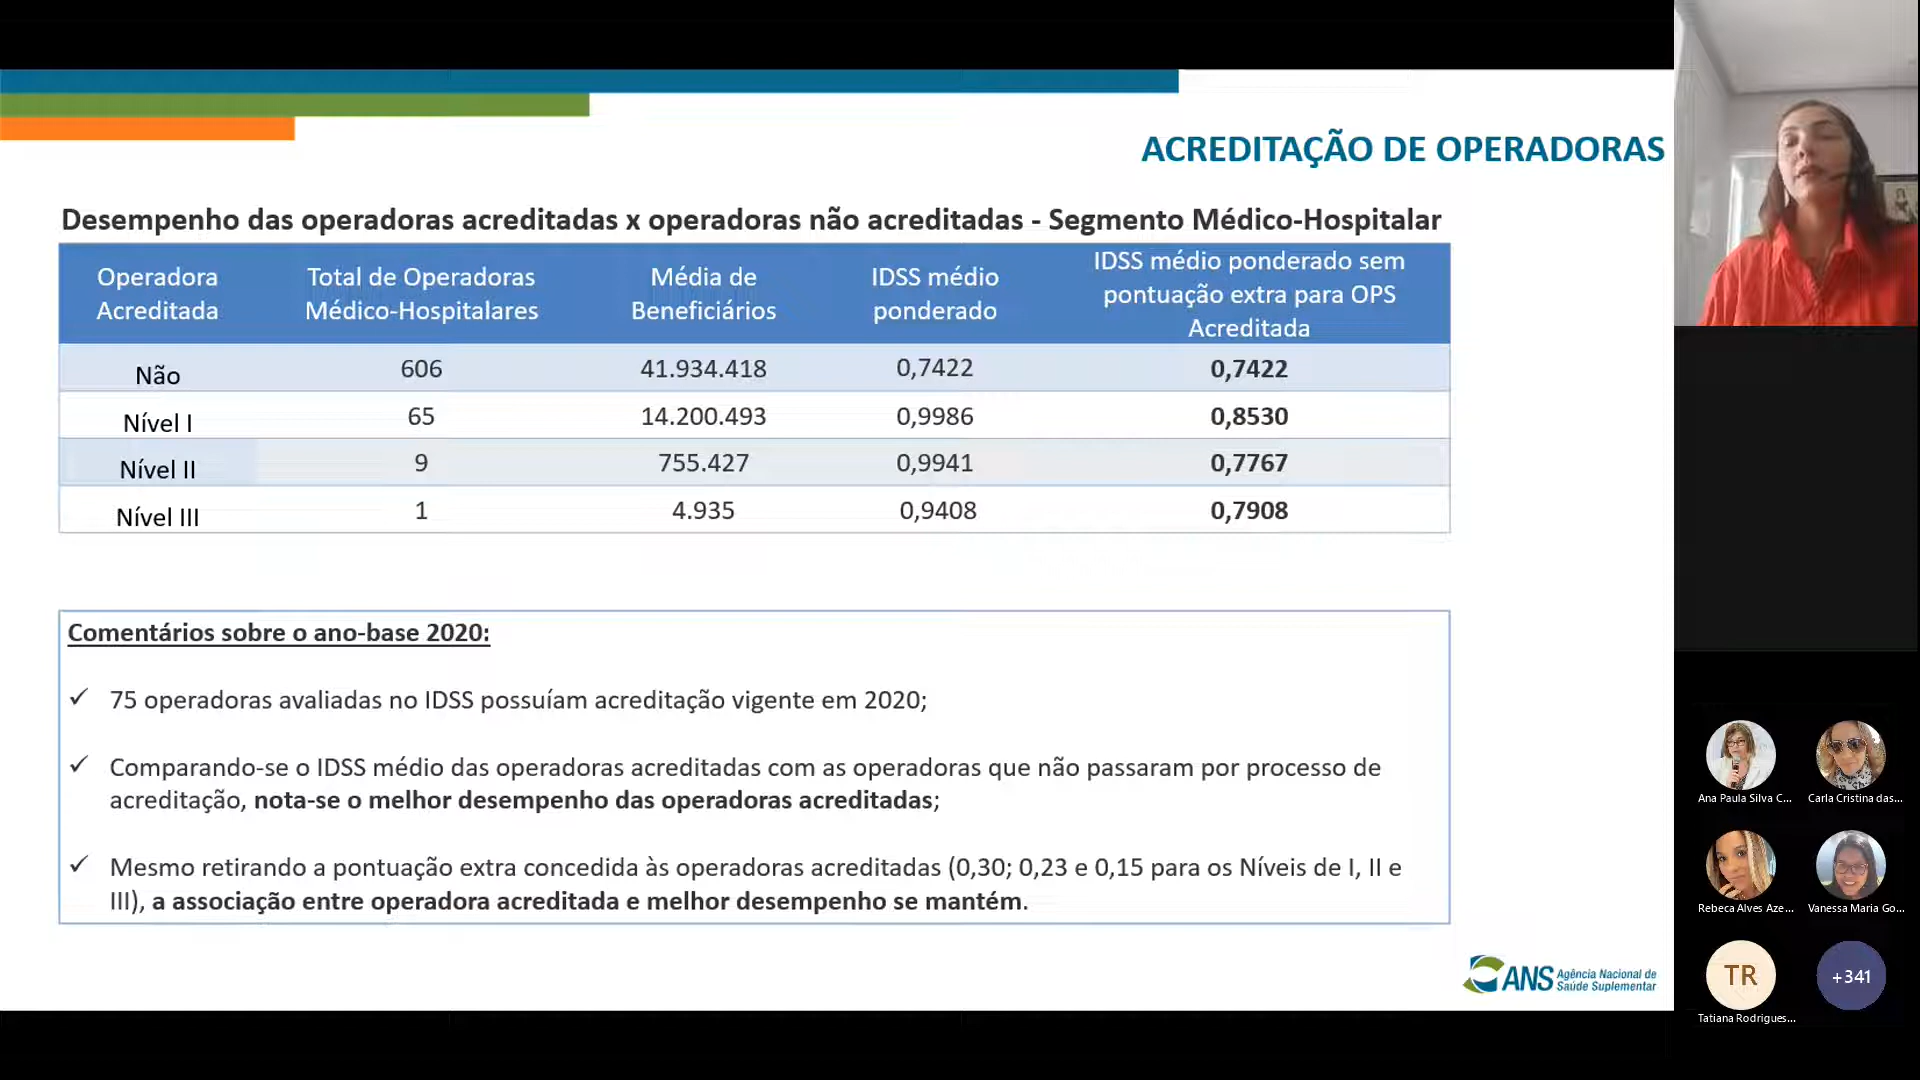 ACREDITAÇÃO DE OPERADORAS
Desempenho das operadoras acreditadas x operadoras não acreditadas - Segmento Médico-Hospitalar
Operadora Acreditada
Total de Operadoras Médico-Hospitalares
Média de Beneficiários
IDSS médio ponderado
IDSS médio ponderado sem pontuação extra para OPS Acreditada
Não 606 41.934.418 0,7422 0,7422
Nível I 65 14.200.493 0,9986 0,8530
Nível II 9 755.427 0,9941 0,7767
Nível III 1 4.935 0,9408 0,7908
Comentários sobre o ano-base 2020:
✓ 75 operadoras avaliadas no IDSS possuíam acreditação vigente em 2020;
✓ Comparando-se o IDSS médio das operadoras acreditadas com as operadoras que não passaram por processo de
acreditação, nota-se o melhor desempenho das operadoras acreditadas;
✓ Mesmo retirando a pontuação extra concedida às operadoras acreditadas (0,30; 0,23 e 0,15 para os Níveis de I, II e
III), a associação entre operadora acreditada e melhor desempenho se mantém.
ANS Agência Nacional de
Saúde Suplementar
Ana Paula Silva C...
Carla Cristina das...
Rebeca Alves Aze...
Vanessa Maria Go...
TR
+341
Tatiana Rodrigues...